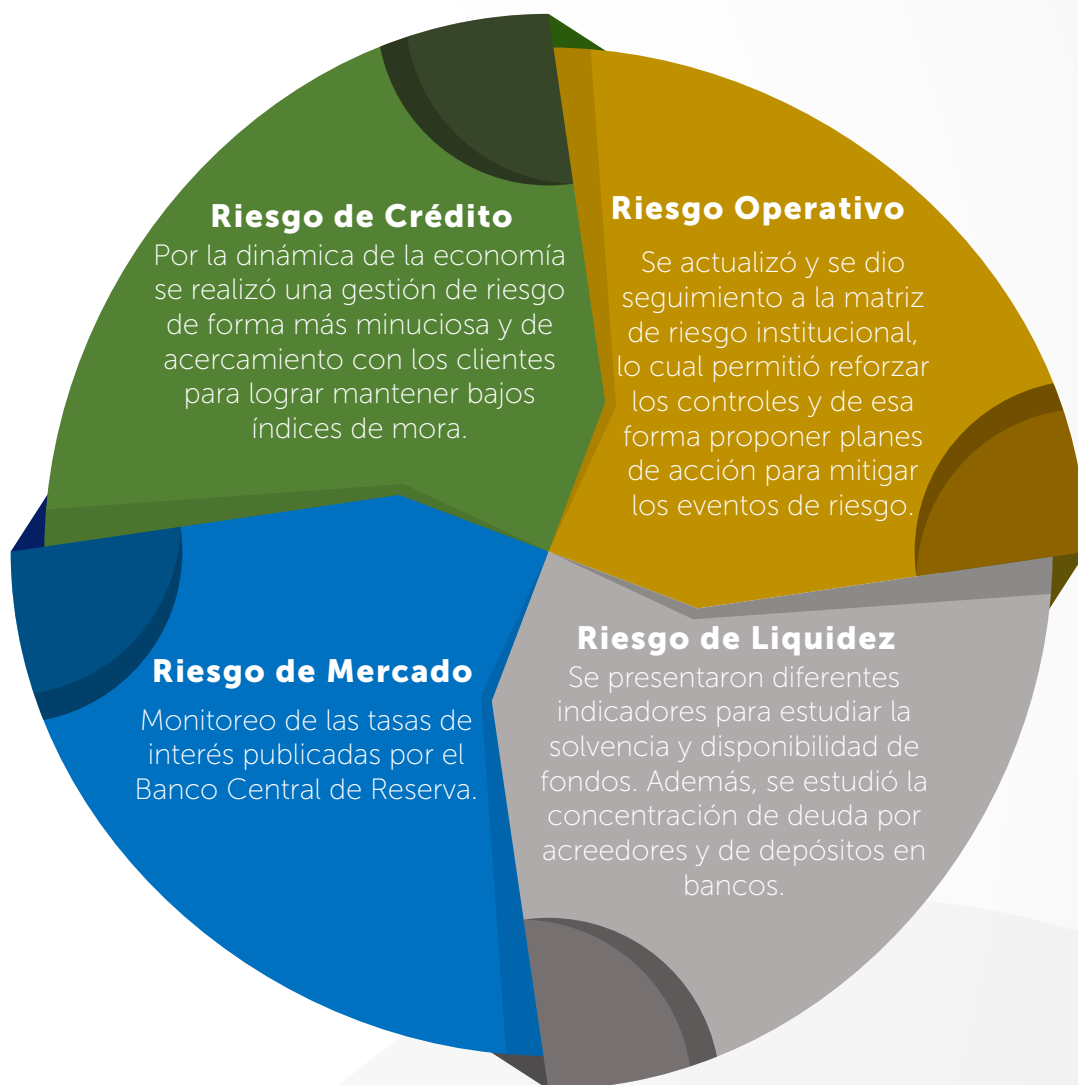 Riesgo de Crédito
Por la dinámica de la economía
se realizó una gestión de riesgo
de forma más minuciosa y de
acercamiento con los clientes
para lograr mantener bajos
índices de mora.
Riesgo Operativo
Se actualizó y se dio
seguimiento a la matriz
de riesgo institucional,
lo cual permitió reforzar
los controles y de esa
forma proponer planes
de acción para mitigar
los eventos de riesgo.
Riesgo de Mercado
Monitoreo de las tasas de
interés publicadas por el
Banco Central de Reserva.
Riesgo de Liquidez
Se presentaron diferentes
indicadores para estudiar la
solvencia y disponibilidad de
fondos. Además, se estudió la
concentración de deuda por
acreedores y de depósitos en
bancos.